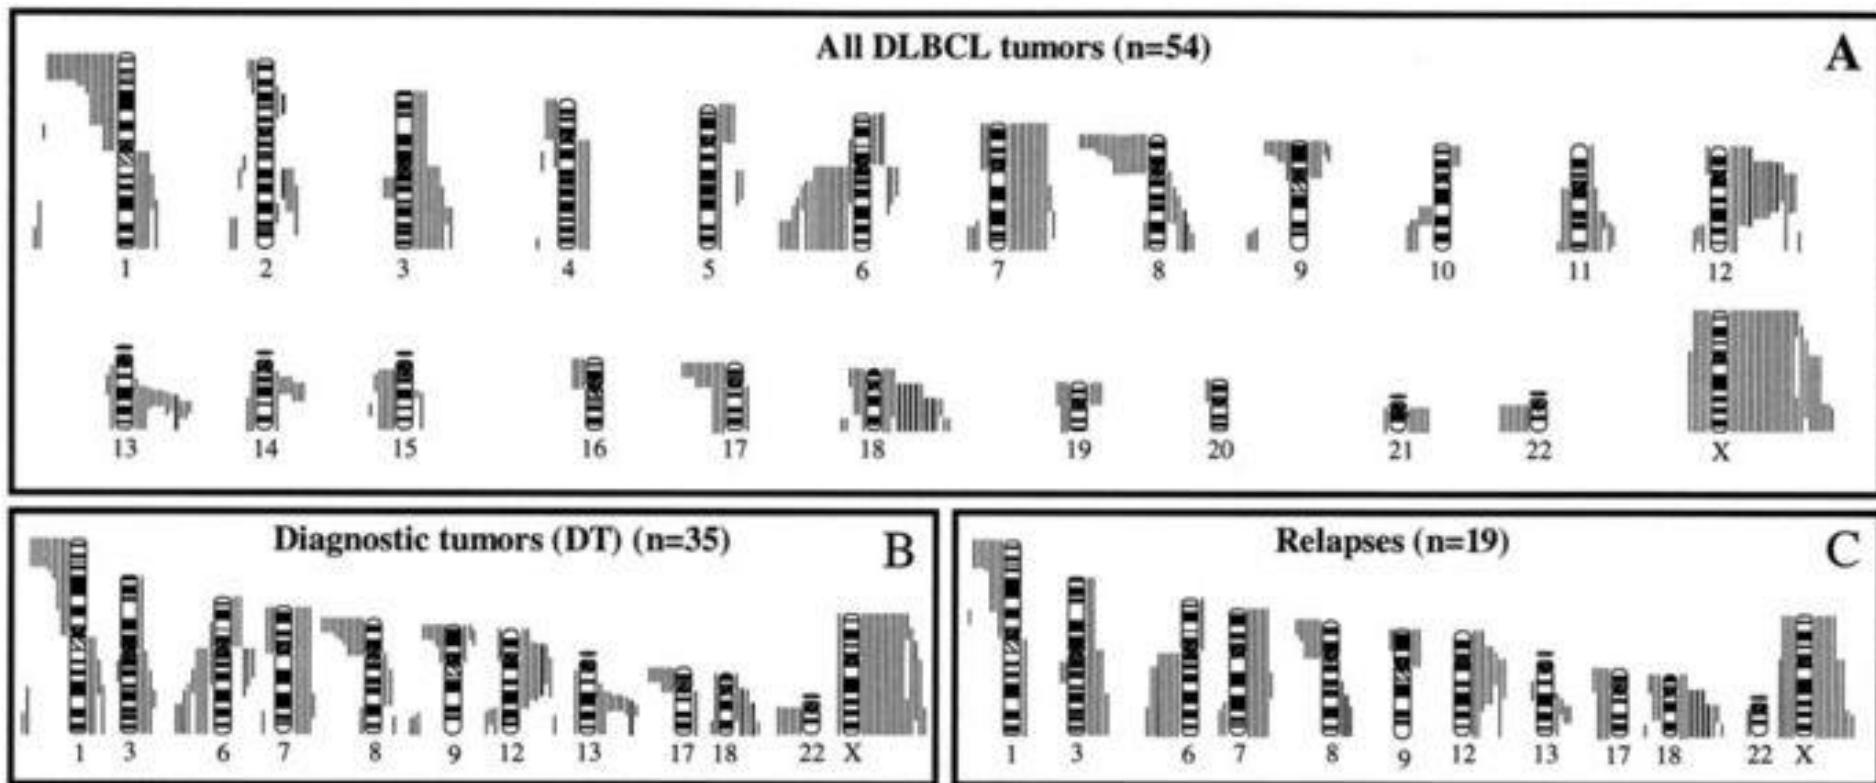 All DLBCL tumors (n=54)
A
1 2 3 4 5 6 7 8 9 10 11 12
13 14 15 16 17 18 19 20 21 22 X
Diagnostic tumors (DT) (n=35)
B
1 3 6 7 8 9 12 13 17 18 22 X
Relapses (n=19)
C
1 3 6 7 8 9 12 13 17 18 22 X